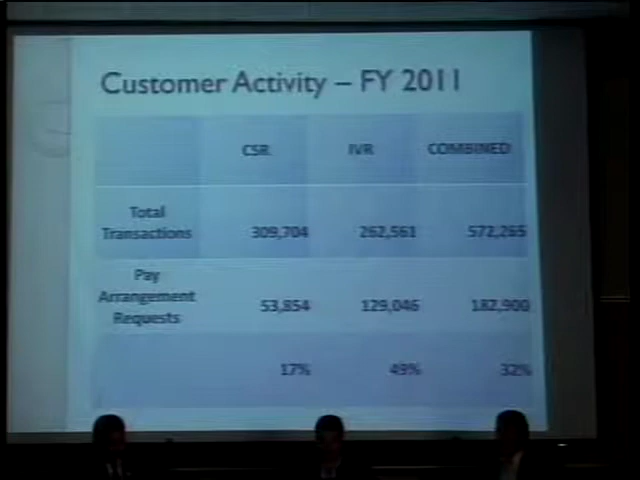 Customer Activity – FY 2011
CSR IVR COMBINED
Total
Transactions 309,704 262,561 572,265
Pay
Arrangement
Requests 53,854 129,046 182,900
17% 49% 32%